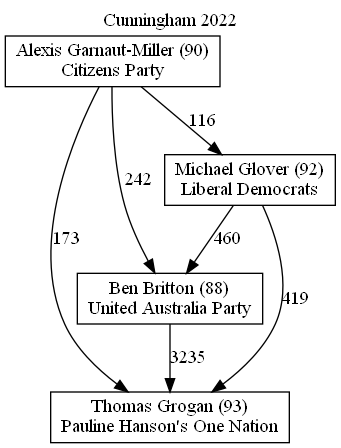 Cunningham 2022
Alexis Garnaut-Miller (90)
Citizens Party
116
Michael Glover (92)
Liberal Democrats
242
173
460
419
Ben Britton (88)
United Australia Party
3235
Thomas Grogan (93)
Pauline Hanson's One Nation